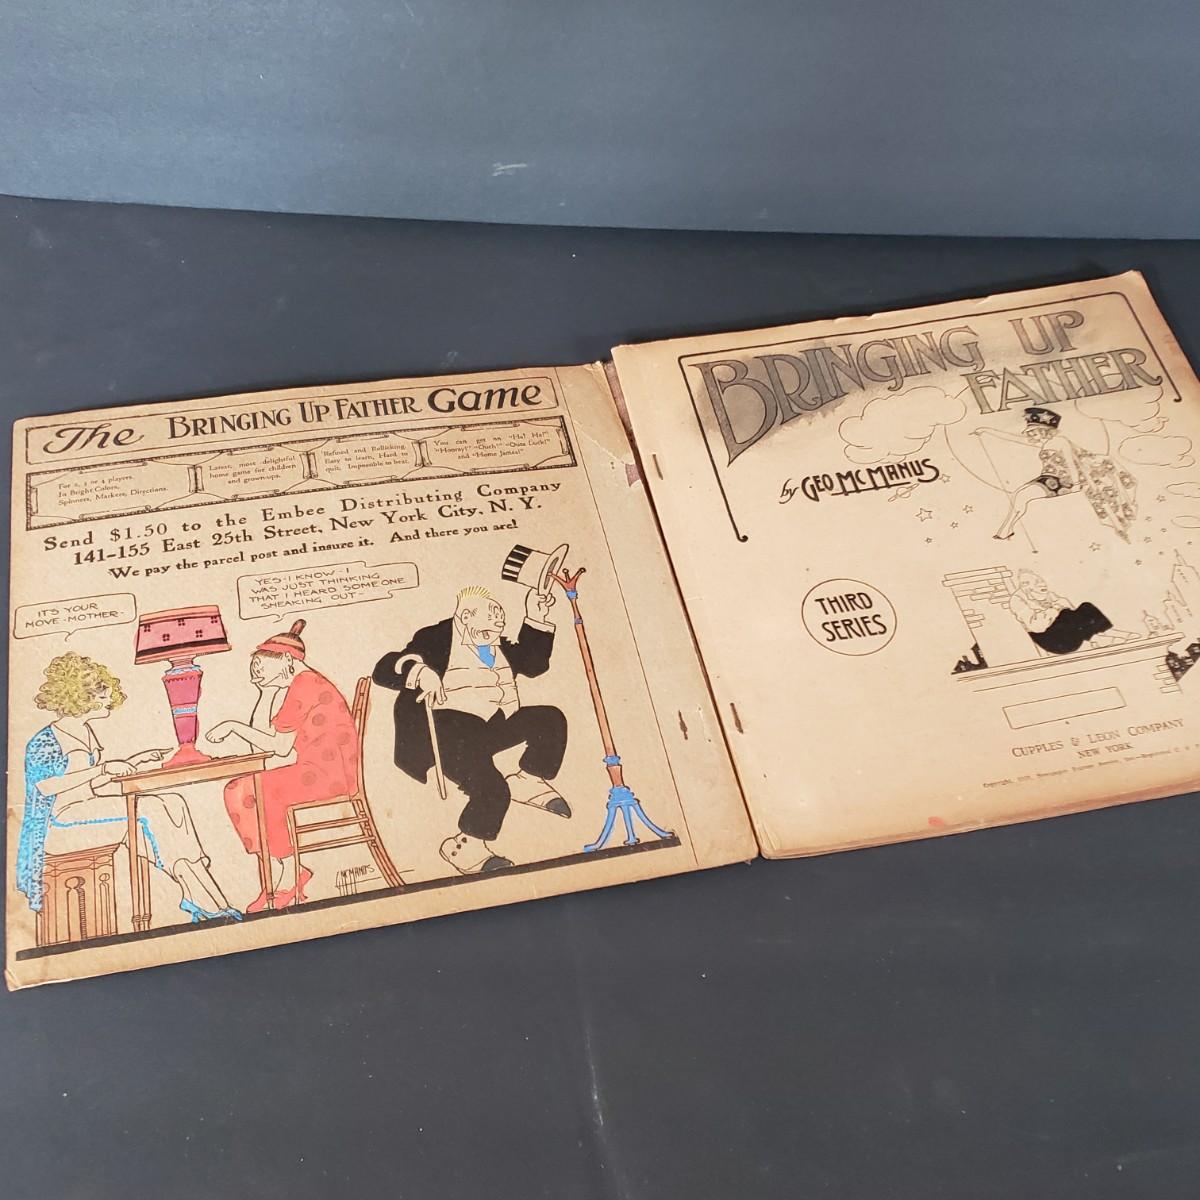 The BRINGING UP FATHER Game
For 2, 3 or 4 players.
In Bright Colors.
Spinners, Markers, Directions.
Latest, most delightful
home game for children
and grown-ups.
Refined and Rollicking.
Easy to learn, Hard to
quit, Impossible to beat.
You can get an "Ha! Ha!"
"Hooray!" "Ouch!" "Outa Luck!"
and "Home James!"
Send $1.50 to the Embee Distributing Company
141-155 East 25th Street, New York City, N. Y.
We pay the parcel post and insure it. And there you are!
IT'S YOUR
MOVE-MOTHER-
YES-I KNOW-I
WAS JUST THINKING
THAT I HEARD SOMEONE
SNEAKING OUT-
McMANUS
BRINGING UP
FATHER
by GEO. MCMANUS
THIRD
SERIES
CUPPLES & LEON COMPANY
NEW YORK
Copyright,